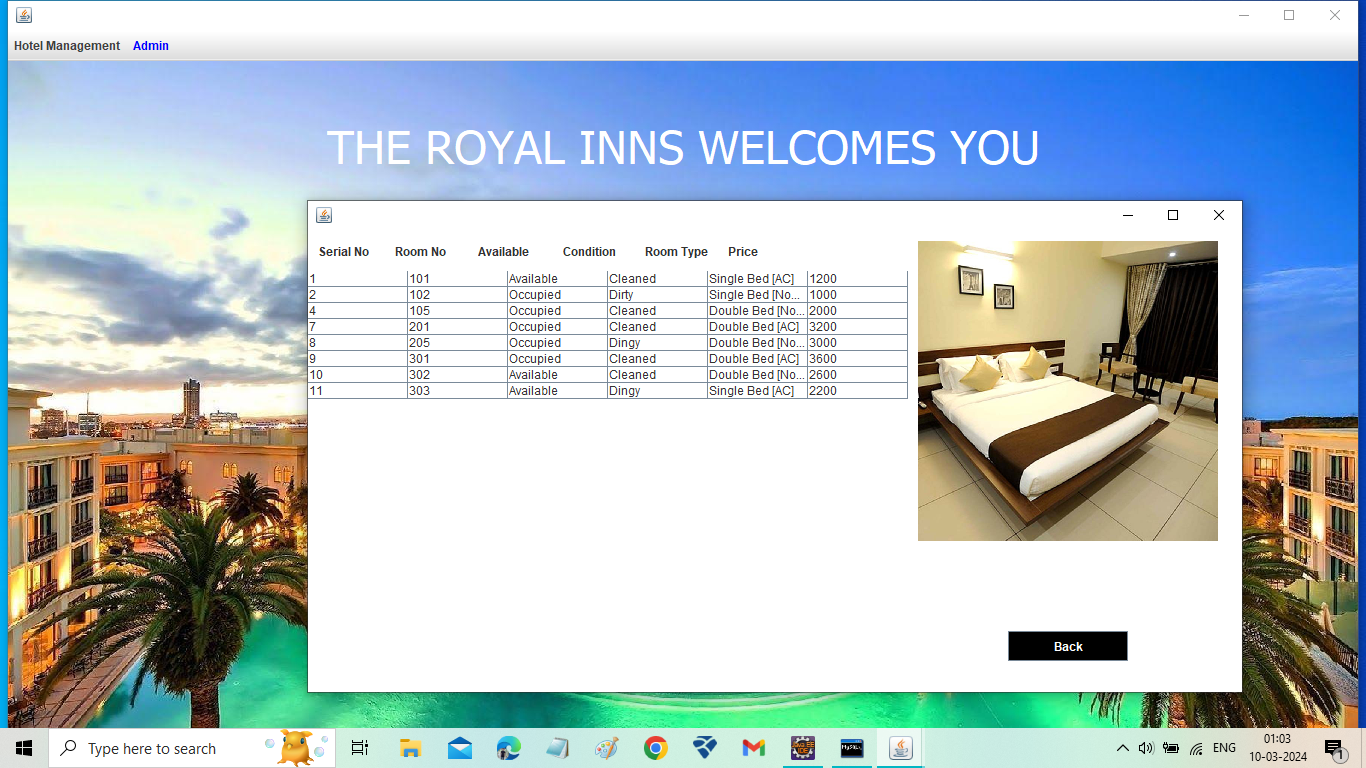 Hotel Management Admin
THE ROYAL INNS WELCOMES YOU
Serial No Room No Available Condition Room Type Price
1 101 Available Cleaned Single Bed [AC] 1200
2 102 Occupied Dirty Single Bed [No... 1000
4 105 Occupied Cleaned Double Bed [No... 2000
7 201 Occupied Cleaned Double Bed [AC] 3200
8 205 Occupied Dingy Double Bed [No... 3000
9 301 Occupied Cleaned Double Bed [AC] 3600
10 302 Available Cleaned Double Bed [No... 2600
11 303 Available Dingy Single Bed [AC] 2200
Back
Type here to search
ENG
01:03
10-03-2024
1